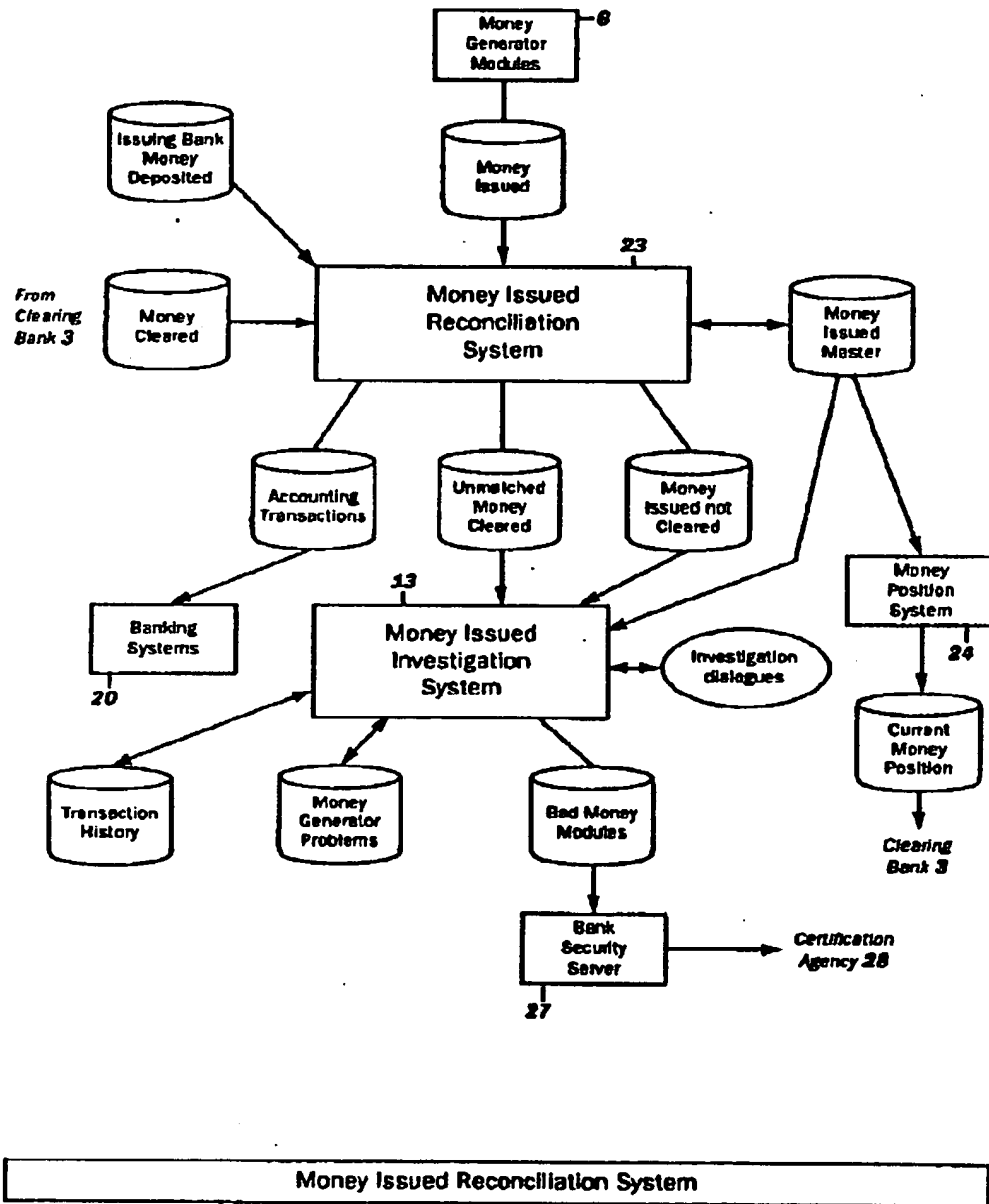 Money
Generator
Modules
6
Issuing Bank
Money
Deposited
Money
Issued
23
From
Clearing
Bank 3
Money
Cleared
Money Issued
Reconciliation
System
Money
Issued
Master
Accounting
Transactions
Unmatched
Money
Cleared
Money
Issued not
Cleared
13
Banking
Systems
20
Money Issued
Investigation
System
Investigation
dialogues
Money
Position
System
24
Transaction
History
Money
Generator
Problems
Bad Money
Modules
Current
Money
Position
Clearing
Bank 3
Bank
Security
Server
27
Certification
Agency 28
Money Issued Reconciliation System